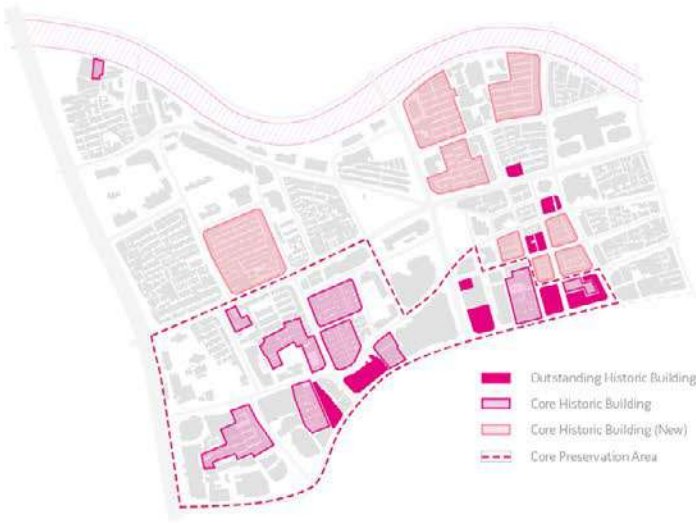 Outstanding Historic Building
Core Historic Building
Core Historic Building (New)
Core Preservation Area